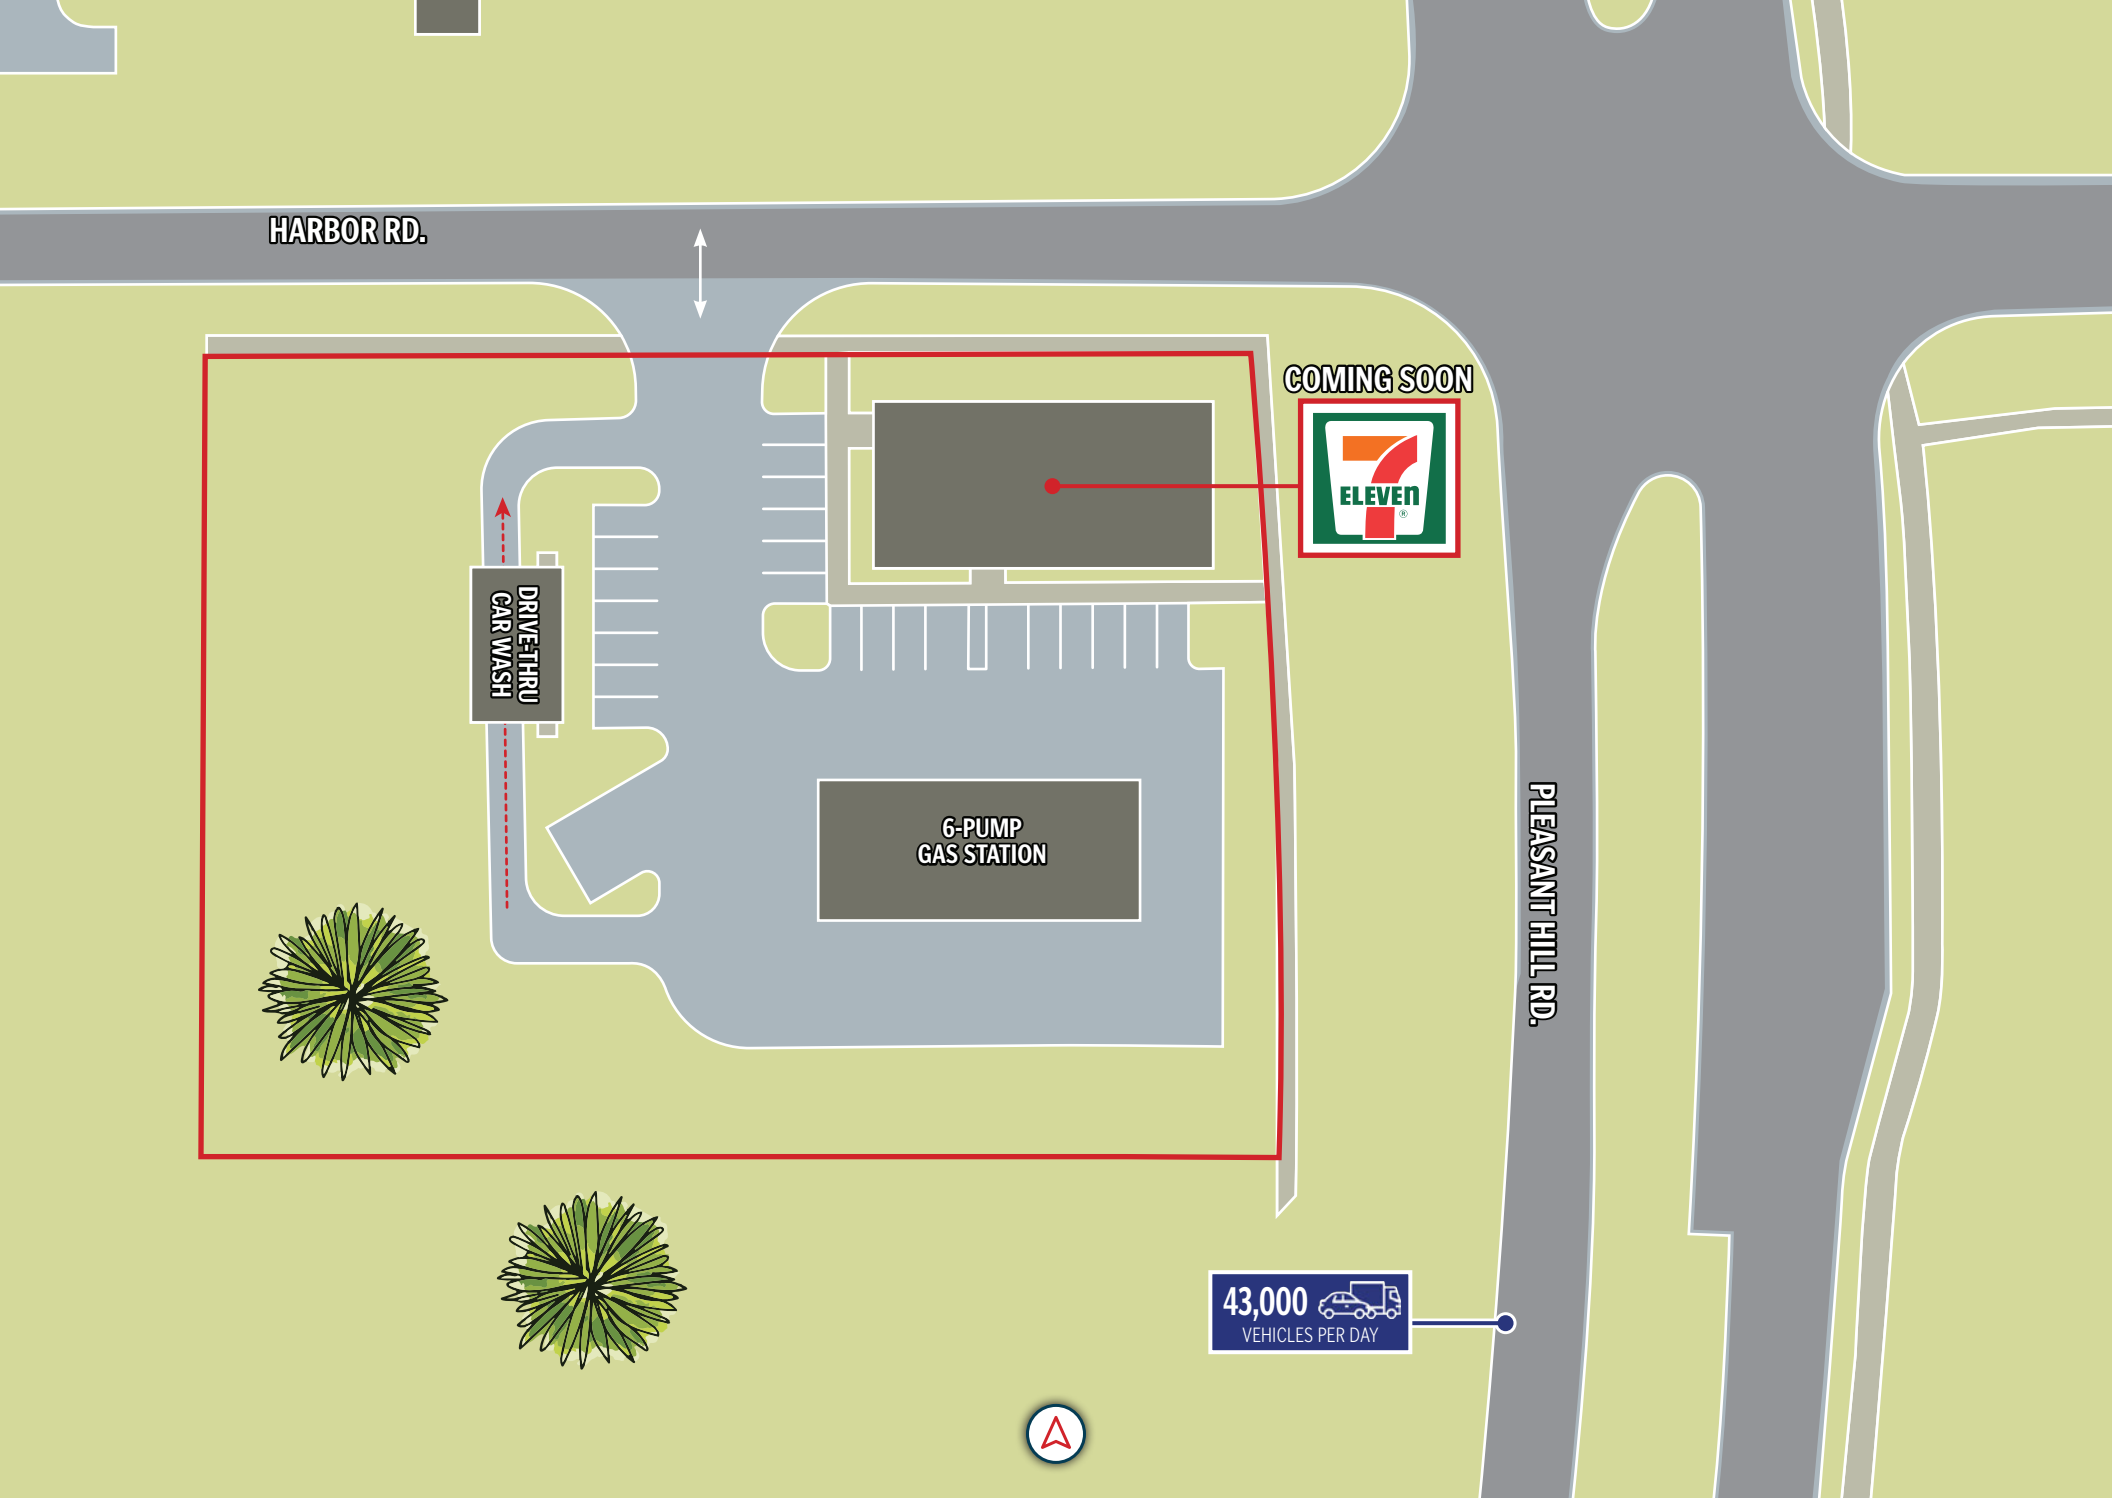 HARBOR RD.
COMING SOON
7
ELEVEn
®
DRIVE-THRU
CAR WASH
6-PUMP
GAS STATION
PLEASANT HILL RD.
43,000
VEHICLES PER DAY